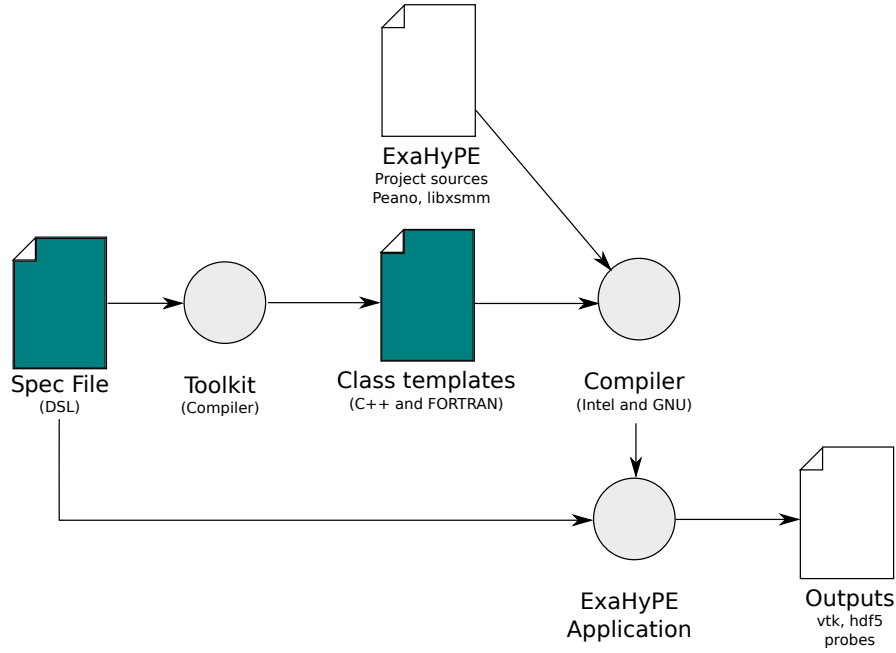 ExaHyPE
Project sources
Peano, libxsmm
Spec File
(DSL)
Toolkit
(Compiler)
Class templates
(C++ and FORTRAN)
Compiler
(Intel and GNU)
ExaHyPE
Application
Outputs
vtk, hdf5
probes